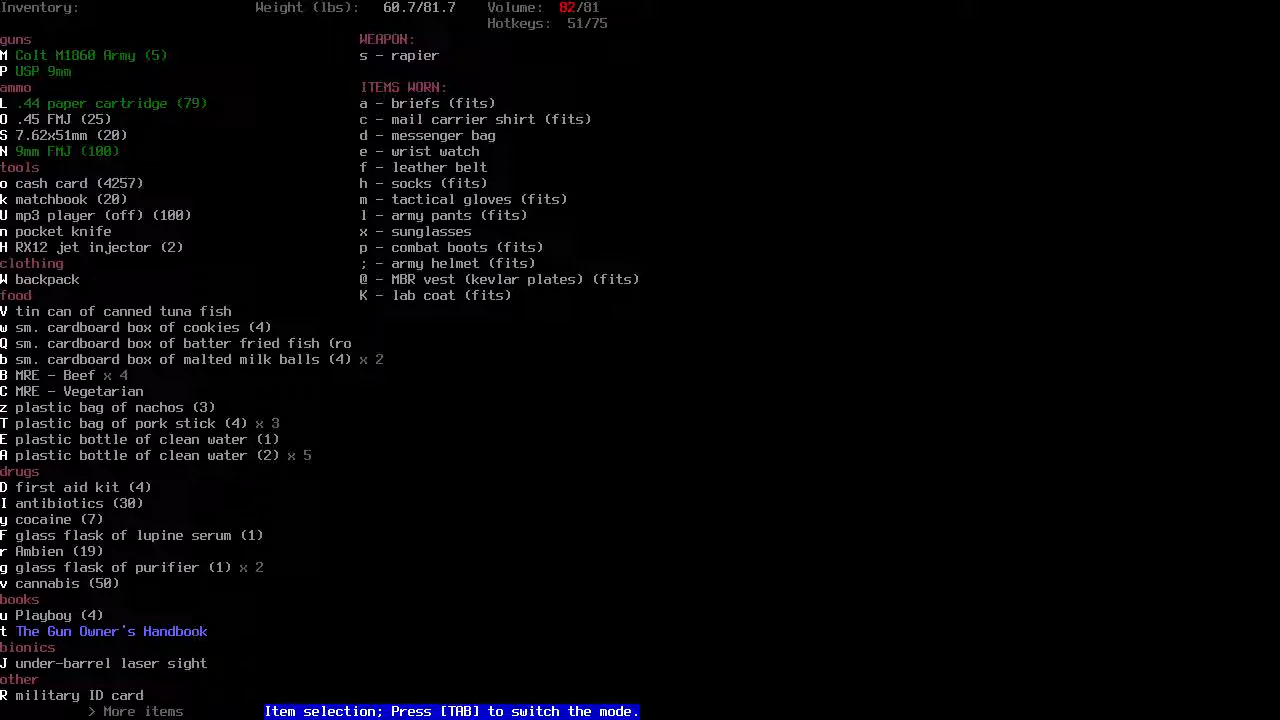 Inventory: Weight (lbs): 60.7/81.7 Volume: 82/81
Hotkeys: 51/75
guns
M Colt M1860 Army (5)
P USP 9mm
ammo
L .44 paper cartridge (79)
O .45 FMJ (25)
S 7.62x51mm (20)
N 9mm FMJ (100)
tools
o cash card (4257)
k matchbook (20)
U mp3 player (off) (100)
n pocket knife
H RX12 jet injector (2)
clothing
W backpack
food
V tin can of canned tuna fish
w sm. cardboard box of cookies (4)
Q sm. cardboard box of batter fried fish (ro
b sm. cardboard box of malted milk balls (4) x 2
B MRE - Beef x 4
C MRE - Vegetarian
z plastic bag of nachos (3)
T plastic bag of pork stick (4) x 3
E plastic bottle of clean water (1)
A plastic bottle of clean water (2) x 5
drugs
D first aid kit (4)
I antibiotics (30)
y cocaine (7)
F glass flask of lupine serum (1)
r Ambien (19)
g glass flask of purifier (1) x 2
v cannabis (50)
books
u Playboy (4)
t The Gun Owner's Handbook
bionics
J under-barrel laser sight
other
R military ID card
> More items
WEAPON:
s - rapier
ITEMS WORN:
a - briefs (fits)
c - mail carrier shirt (fits)
d - messenger bag
e - wrist watch
f - leather belt
h - socks (fits)
m - tactical gloves (fits)
l - army pants (fits)
x - sunglasses
p - combat boots (fits)
; - army helmet (fits)
@ - MBR vest (kevlar plates) (fits)
K - lab coat (fits)
Item selection; Press [TAB] to switch the mode.